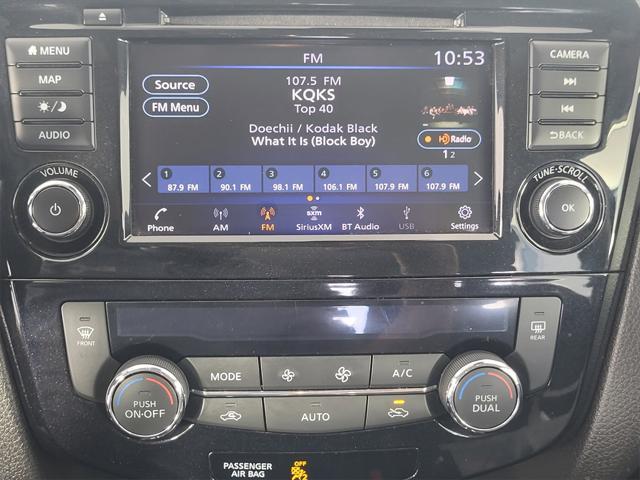 MENU
MAP
AUDIO
VOLUME
FM
10:53
Source
FM Menu
107.5 FM
KQKS
Top 40
Doechii / Kodak Black
What It Is (Block Boy)
HD Radio
1 2
1 2 3 4 5 6
87.9 FM 90.1 FM 98.1 FM 106.1 FM 107.9 FM 107.9 FM
Phone
AM
FM
sxm
SiriusXM
BT Audio
USB
Settings
CAMERA
BACK
TUNE·SCROLL
OK
FRONT
REAR
PUSH
ON·OFF
MODE
A/C
AUTO
PUSH
DUAL
PASSENGER
AIR BAG
OFF